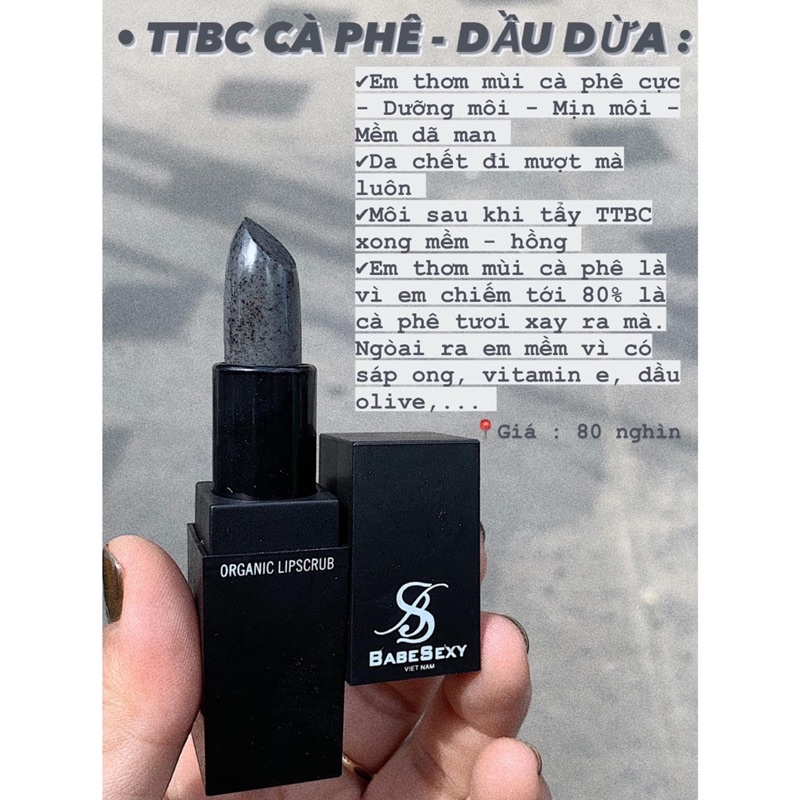 • TTBC CÀ PHÊ - DẦU DỪA :
✔Em thơm mùi cà phê cực
- Dưỡng môi - Mịn môi -
Mềm dã man
✔Da chết đi mượt mà
luôn
✔Môi sau khi tẩy TTBC
xong mềm - hồng
✔Em thơm mùi cà phê là
vì em chiếm tới 80% là
cà phê tươi xay ra mà.
Ngòai ra em mềm vì có
sáp ong, vitamin e, dầu
olive,...
📍Giá : 80 nghìn
ORGANIC LIPSCRUB
SB
BABESEXY
VIET NAM